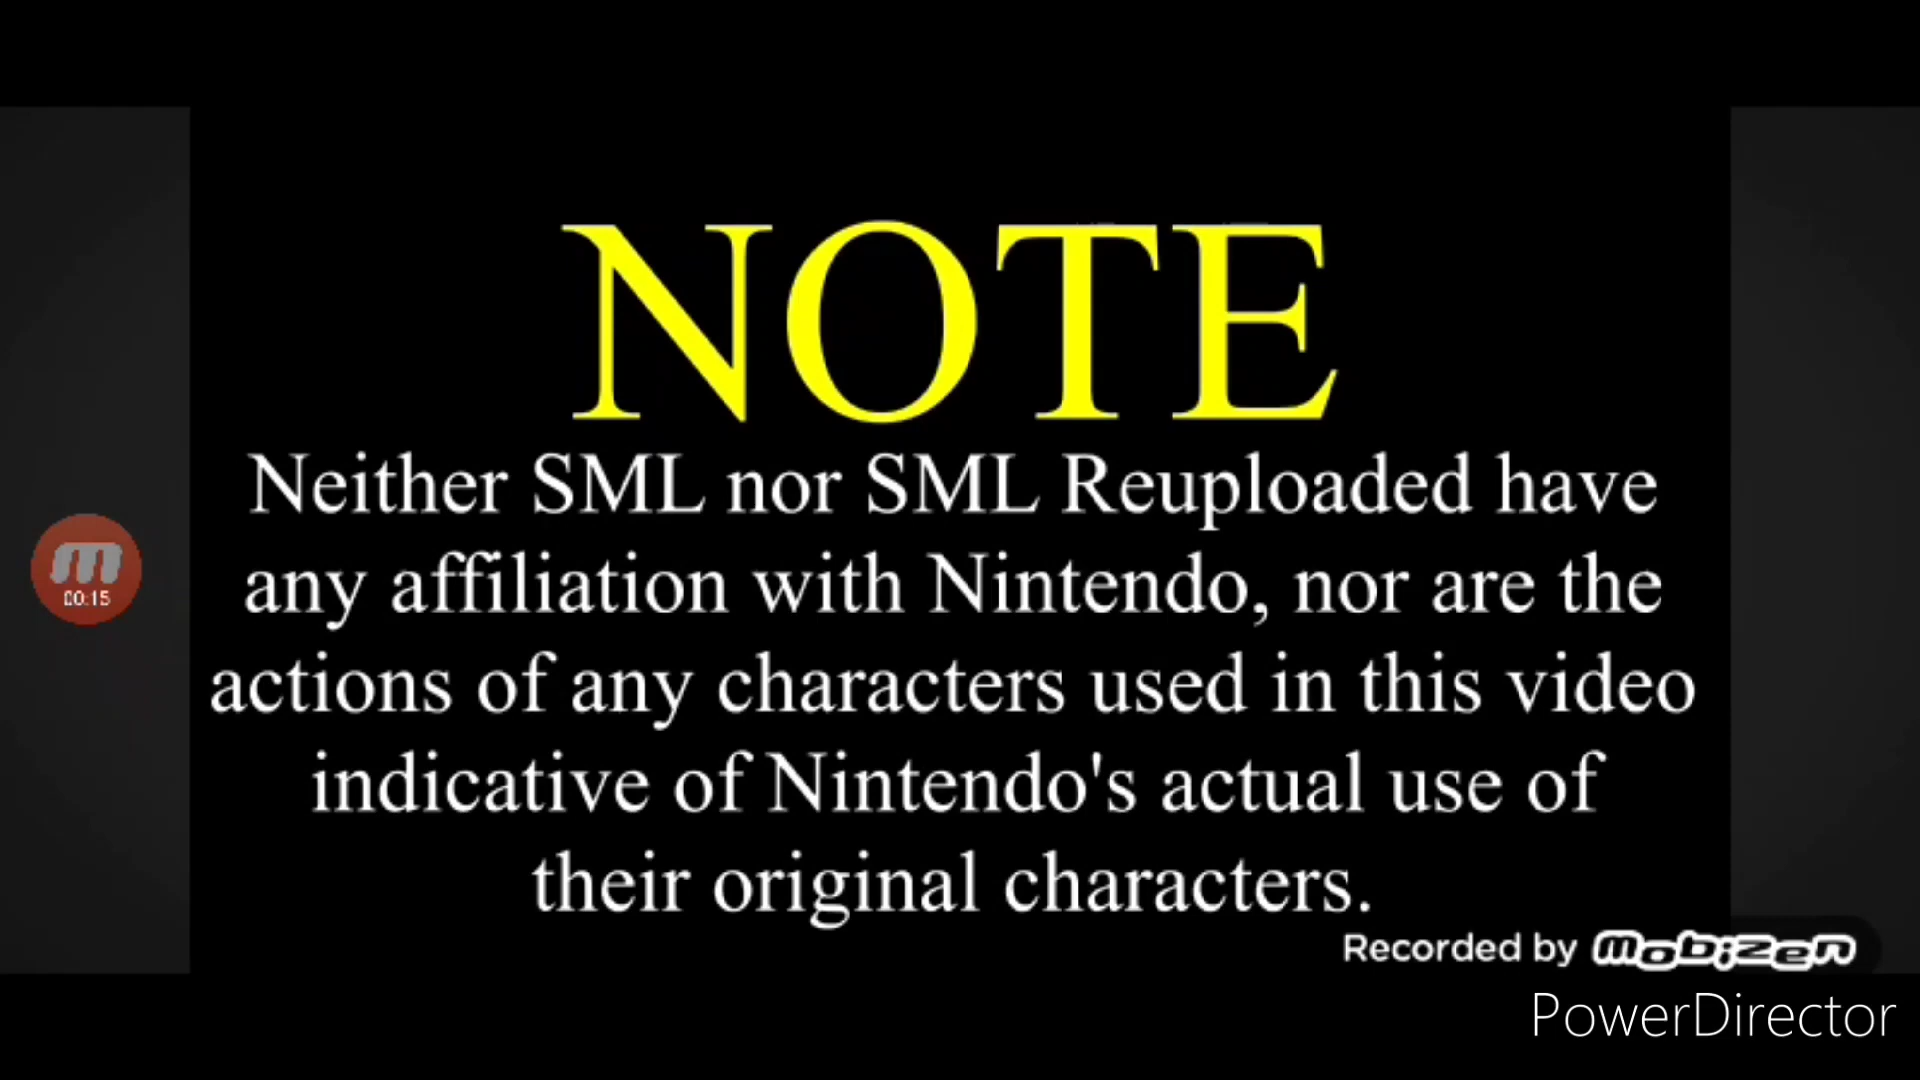 NOTE
Neither SML nor SML Reuploaded have
any affiliation with Nintendo, nor are the
actions of any characters used in this video
indicative of Nintendo's actual use of
their original characters.
00:15
Recorded by mobizen
PowerDirector